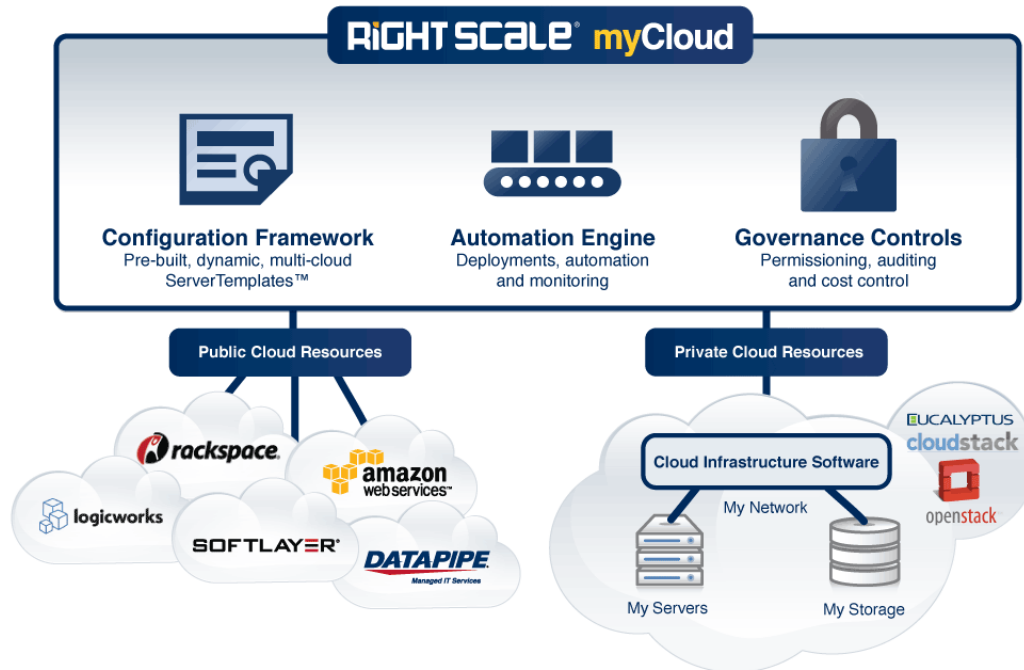 RIGHT SCALE® myCloud
Configuration Framework
Pre-built, dynamic, multi-cloud
ServerTemplates™
Automation Engine
Deployments, automation
and monitoring
Governance Controls
Permissioning, auditing
and cost control
Public Cloud Resources
Private Cloud Resources
rackspace®
amazon
webservices™
logicworks
SOFTLAYER®
DATAPIPE®
Managed IT Services
EUCALYPTUS
cloudstack
openstack
Cloud Infrastructure Software
My Network
My Servers
My Storage